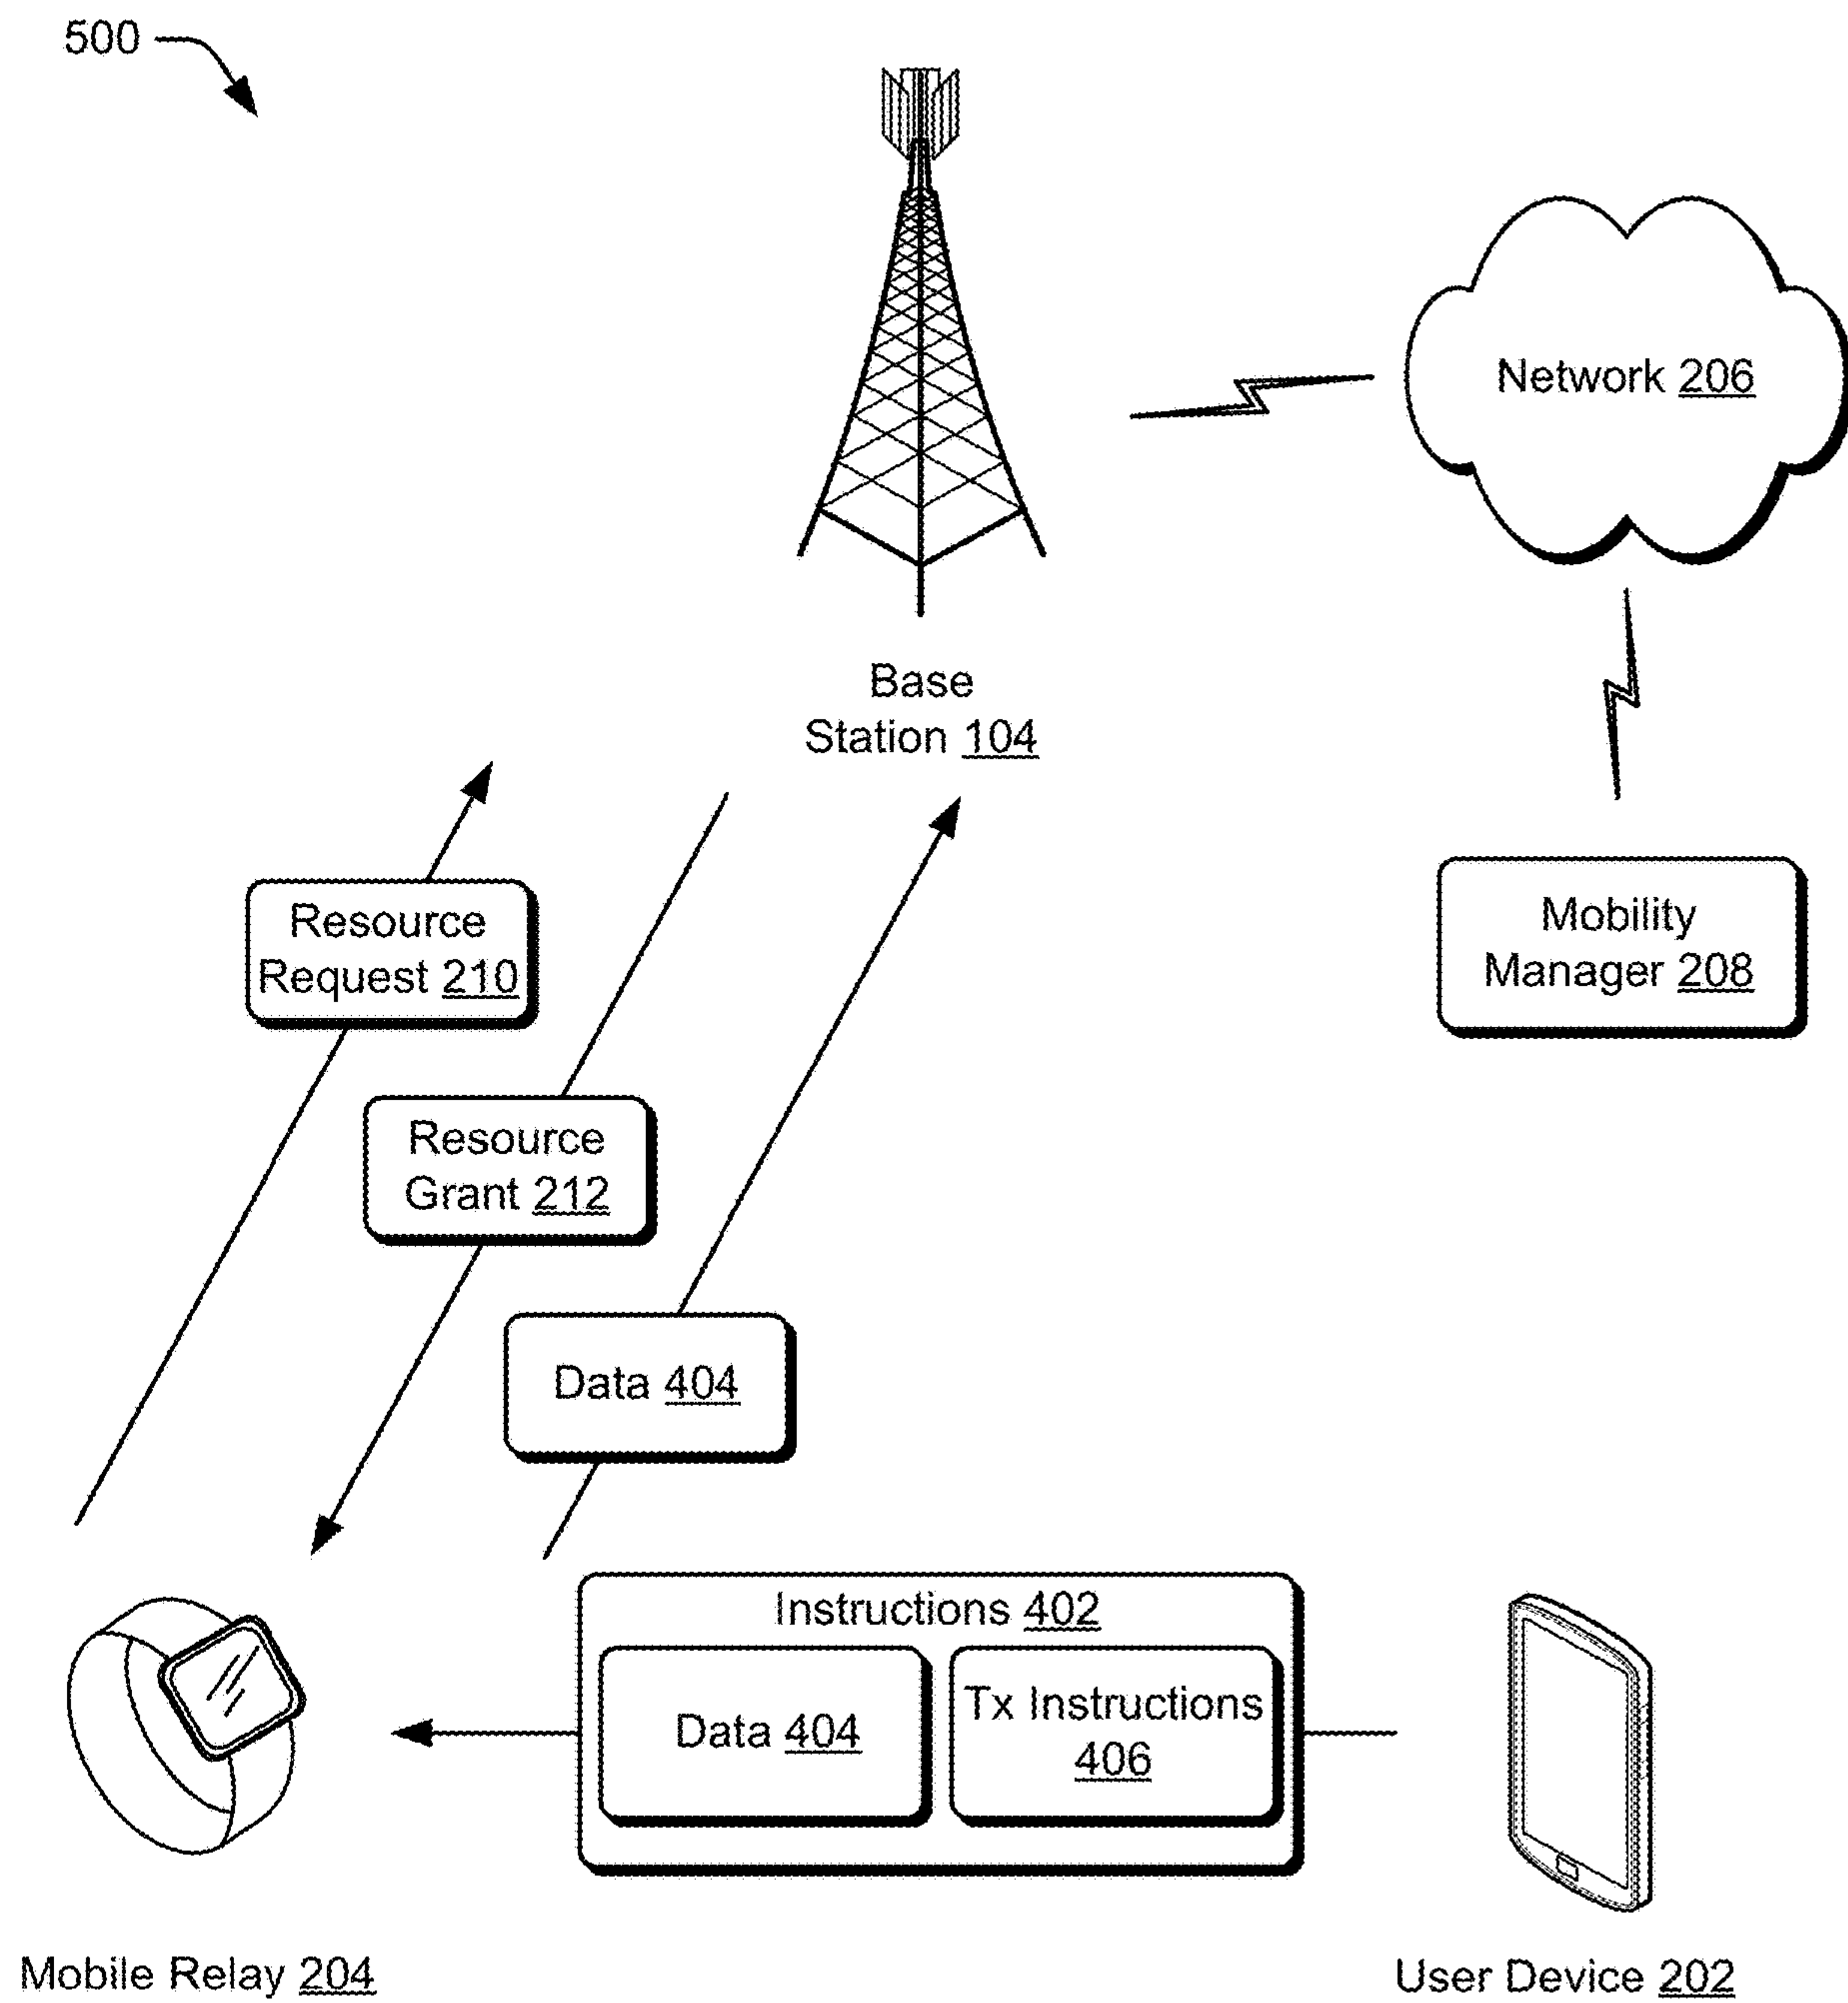 500
Network 206
Base
Station 104
Resource
Request 210
Mobility
Manager 208
Resource
Grant 212
Data 404
Instructions 402
Data 404
Tx Instructions
406
Mobile Relay 204
User Device 202